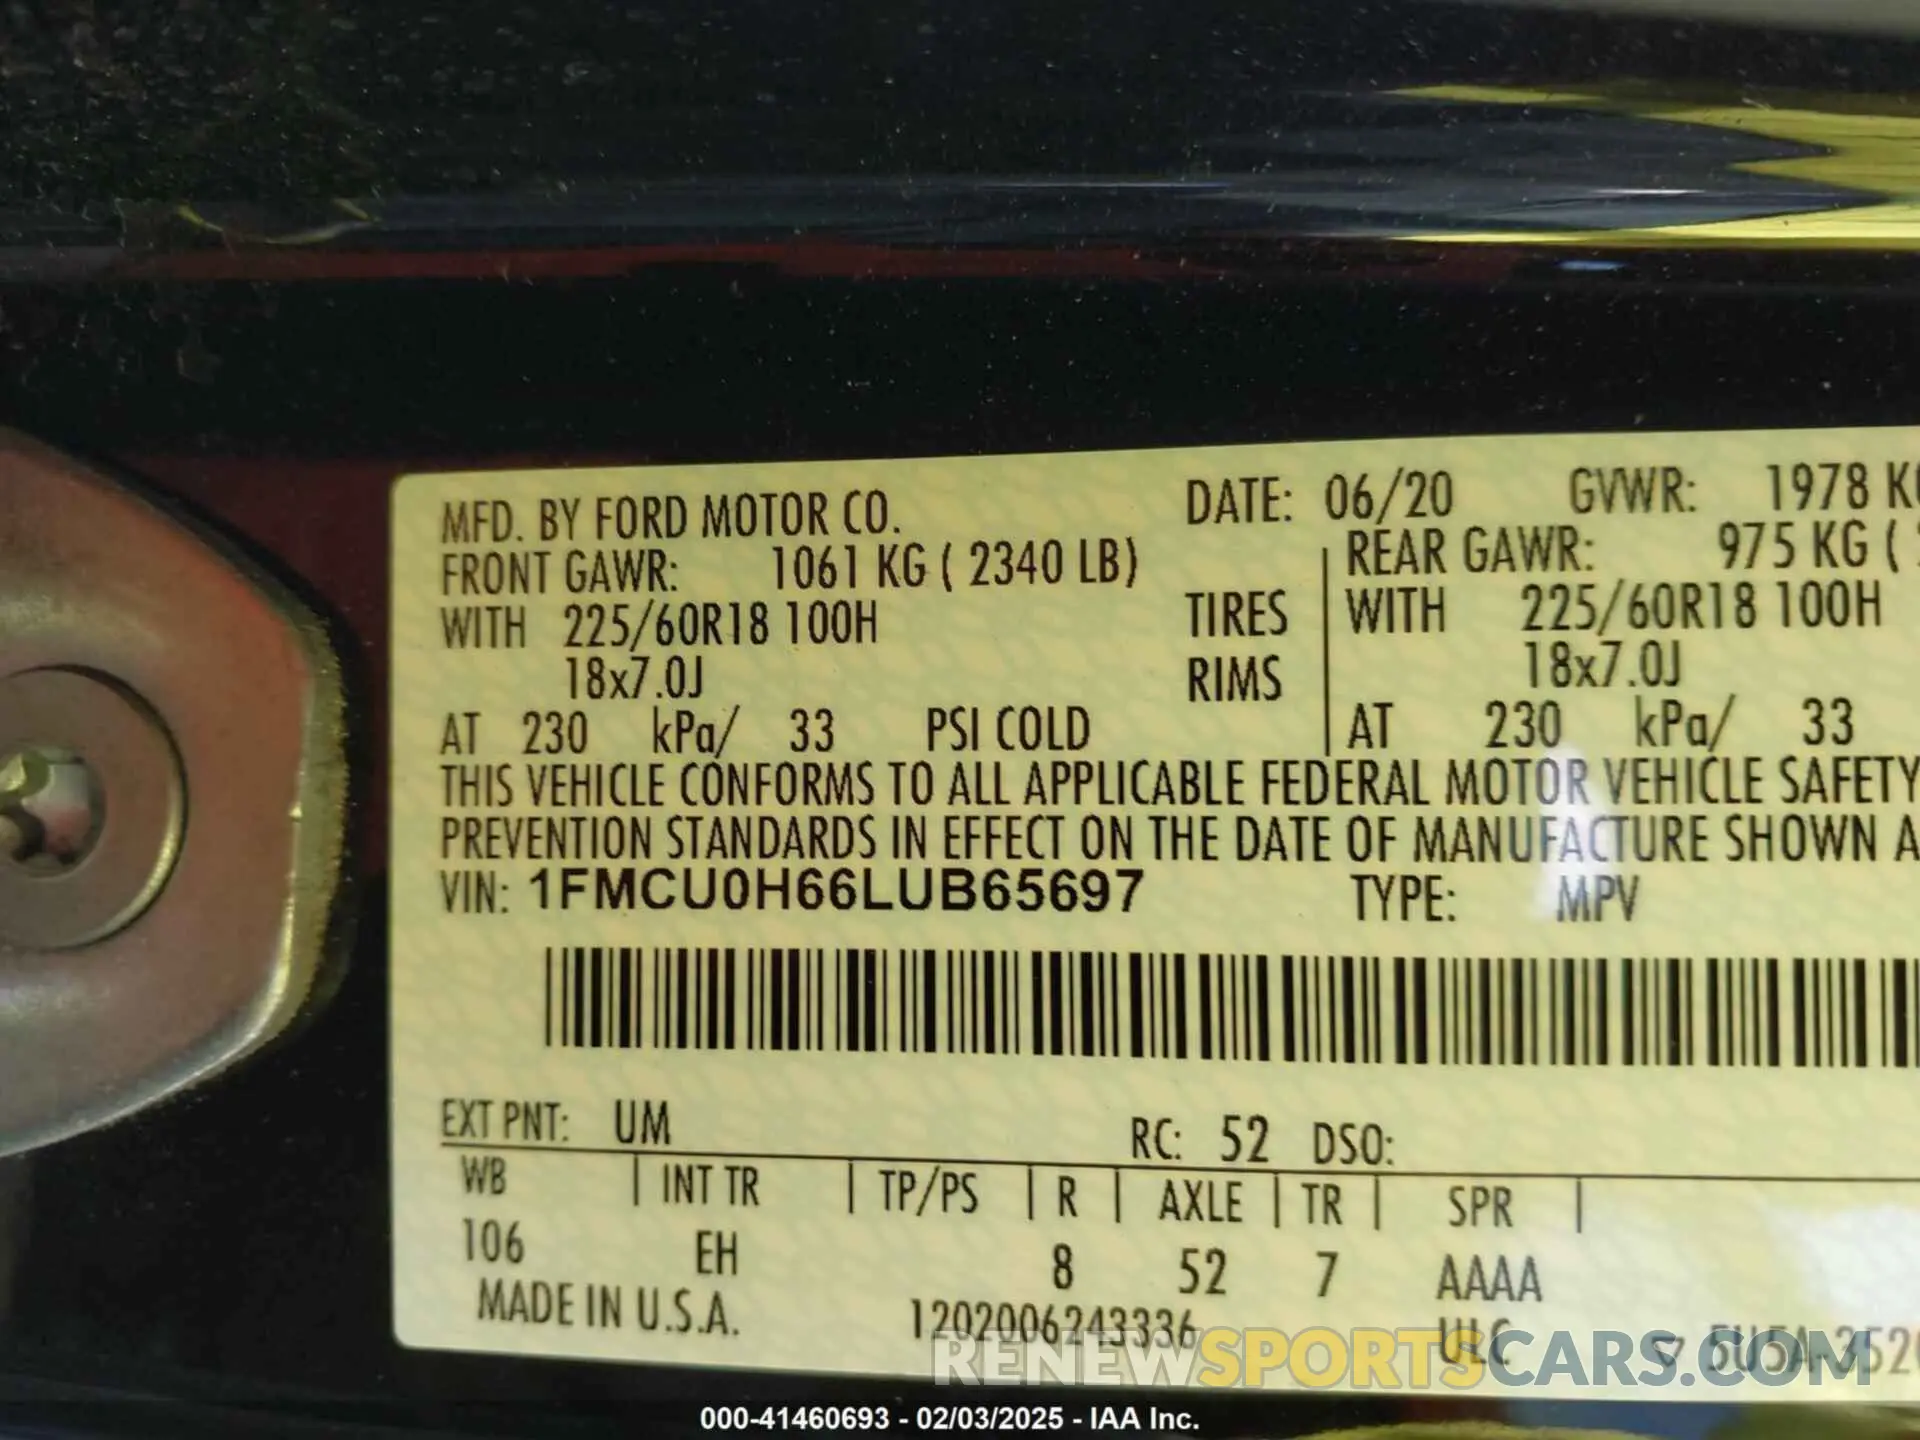 MFD. BY FORD MOTOR CO. DATE: 06/20 GVWR: 1978 KG
FRONT GAWR: 1061 KG ( 2340 LB) REAR GAWR: 975 KG (
WITH 225/60R18 100H TIRES WITH 225/60R18 100H
18x7.0J RIMS 18x7.0J
AT 230 kPa/ 33 PSI COLD AT 230 kPa/ 33
THIS VEHICLE CONFORMS TO ALL APPLICABLE FEDERAL MOTOR VEHICLE SAFETY
PREVENTION STANDARDS IN EFFECT ON THE DATE OF MANUFACTURE SHOWN A
VIN: 1FMCU0H66LUB65697 TYPE: MPV
EXT PNT: UM RC: 52 DSO:
WB | INT TR | TP/PS | R | AXLE | TR | SPR |
106 EH 8 52 7 AAAA
MADE IN U.S.A. 1202006243336 ULC 5U5A-3520
RENEWSPORTSCARS.COM
000-41460693 - 02/03/2025 - IAA Inc.